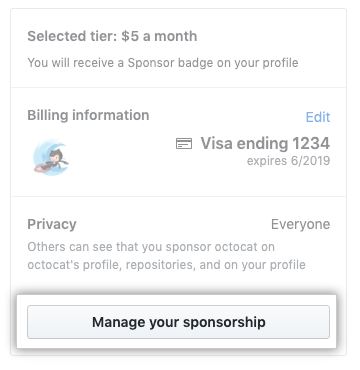 Selected tier: $5 a month
You will receive a Sponsor badge on your profile
Billing information
Edit
Visa ending 1234
expires 6/2019
Privacy
Everyone
Others can see that you sponsor octocat on
octocat's profile, repositories, and on your profile
Manage your sponsorship